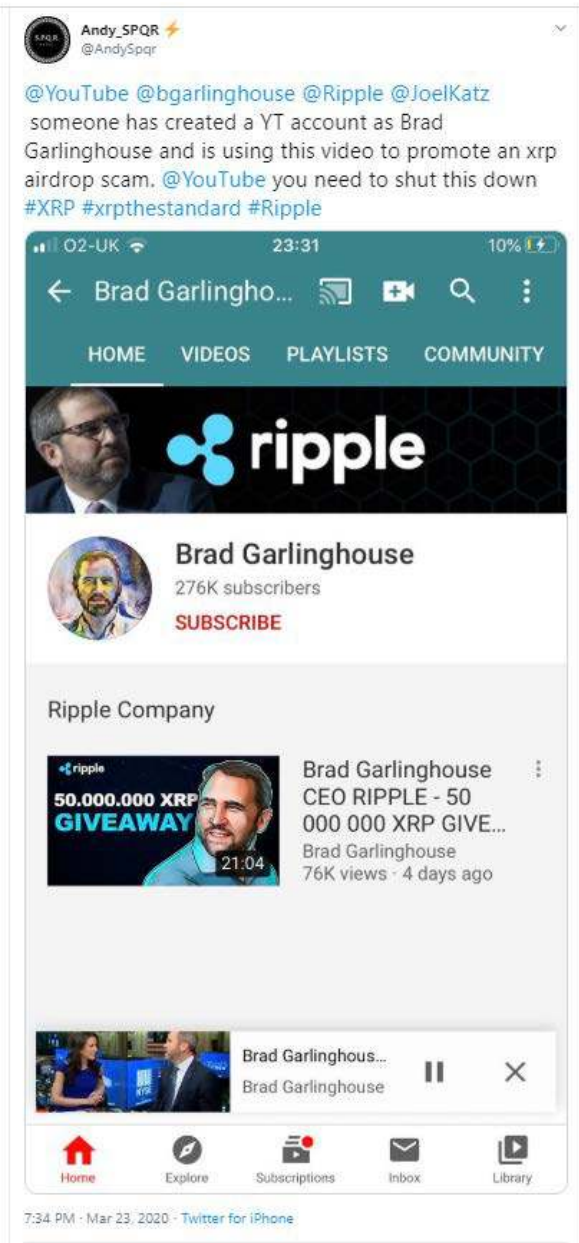 S.P.Q.R
Andy_SPQR⚡
@AndySpqr
@YouTube @bgarlinghouse @Ripple @JoelKatz
someone has created a YT account as Brad
Garlinghouse and is using this video to promote an xrp
airdrop scam. @YouTube you need to shut this down
#XRP #xrpthestandard #Ripple
O2-UK 23:31 10%
Brad Garlingho...
HOME VIDEOS PLAYLISTS COMMUNITY
ripple
Brad Garlinghouse
276K subscribers
SUBSCRIBE
Ripple Company
ripple
50.000.000 XRP
GIVEAWAY
21:04
Brad Garlinghouse
CEO RIPPLE - 50
000 000 XRP GIVE...
Brad Garlinghouse
76K views · 4 days ago
Brad Garlinghous...
Brad Garlinghouse
Home Explore Subscriptions Inbox Library
7:34 PM · Mar 23, 2020 · Twitter for iPhone